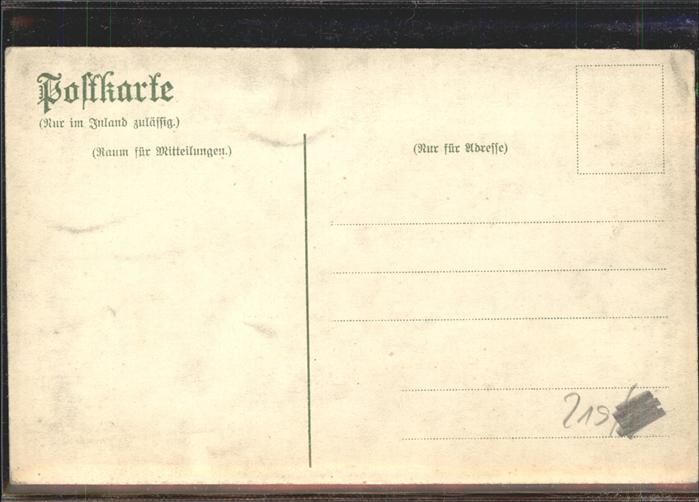 Postkarte
(Nur im Inland zulässig.)
(Raum für Mitteilungen.)
(Nur für Adresse)
219/